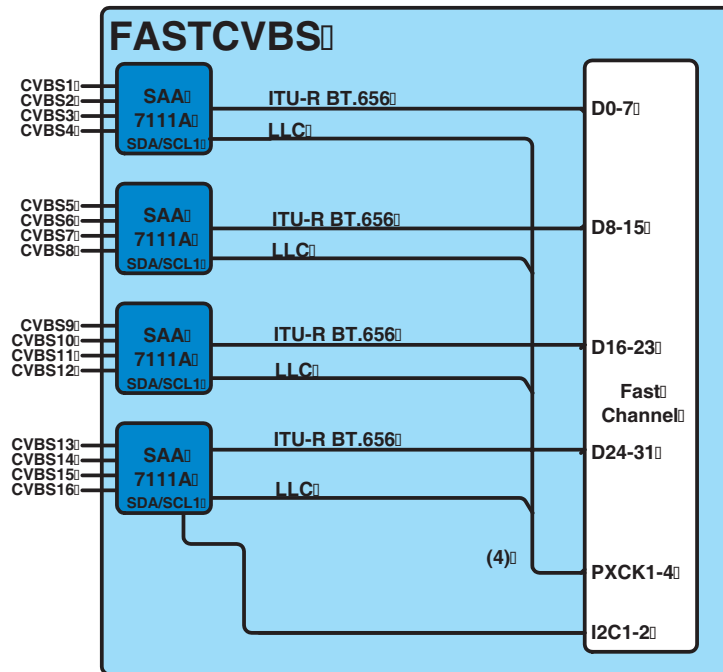 FASTCVBS
CVBS1
CVBS2
CVBS3
CVBS4
SAA
7111A
SDA/SCL1
ITU-R BT.656
LLC
D0-7
CVBS5
CVBS6
CVBS7
CVBS8
SAA
7111A
SDA/SCL1
ITU-R BT.656
LLC
D8-15
CVBS9
CVBS10
CVBS11
CVBS12
SAA
7111A
SDA/SCL1
ITU-R BT.656
LLC
D16-23
Fast
Channel
CVBS13
CVBS14
CVBS15
CVBS16
SAA
7111A
SDA/SCL1
ITU-R BT.656
LLC
D24-31
(4)
PXCK1-4
I2C1-2